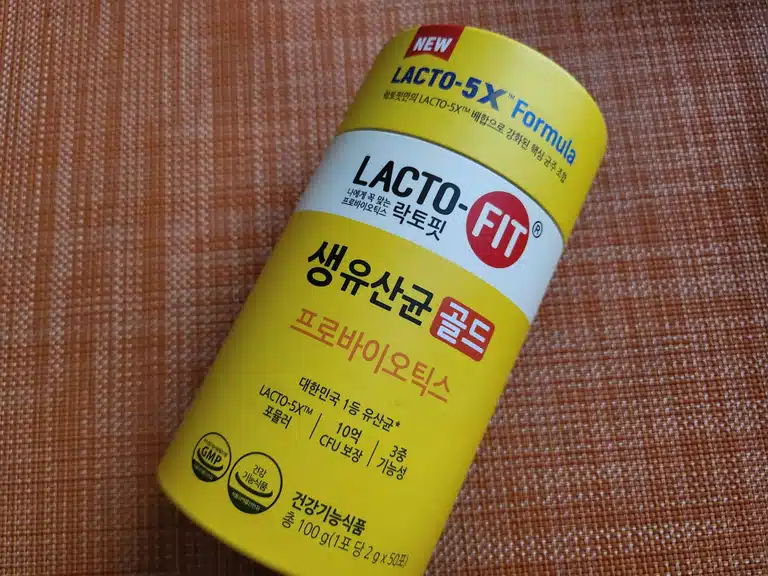 NEW
LACTO-5X™ Formula
락토핏만의 LACTO-5X™ 배합으로 강화된 핵심 균주 조합
LACTO-FIT®
나에게 꼭 맞는
프로바이오틱스 락토핏
생유산균 골드
프로바이오틱스
대한민국 1등 유산균*
LACTO-5X™
포뮬러
10억
CFU 보장
3중
기능성
GMP
건강
기능식품
건강기능식품
총 100 g(1포 당 2 g x 50포)